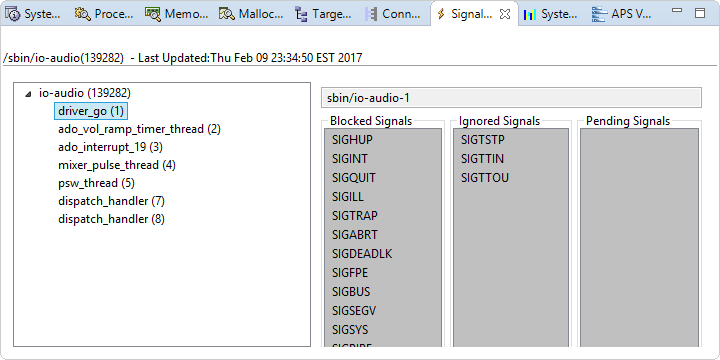 Syste... Proce... Memo... Malloc... Targe... Conn... Signal... Syste... APS V...
/sbin/io-audio(139282) - Last Updated:Thu Feb 09 23:34:50 EST 2017
io-audio (139282)
driver_go (1)
ado_vol_ramp_timer_thread (2)
ado_interrupt_19 (3)
mixer_pulse_thread (4)
psw_thread (5)
dispatch_handler (7)
dispatch_handler (8)
sbin/io-audio-1
Blocked Signals
SIGHUP
SIGINT
SIGQUIT
SIGILL
SIGTRAP
SIGABRT
SIGDEADLK
SIGFPE
SIGBUS
SIGSEGV
SIGSYS
Ignored Signals
SIGTSTP
SIGTTIN
SIGTTOU
Pending Signals